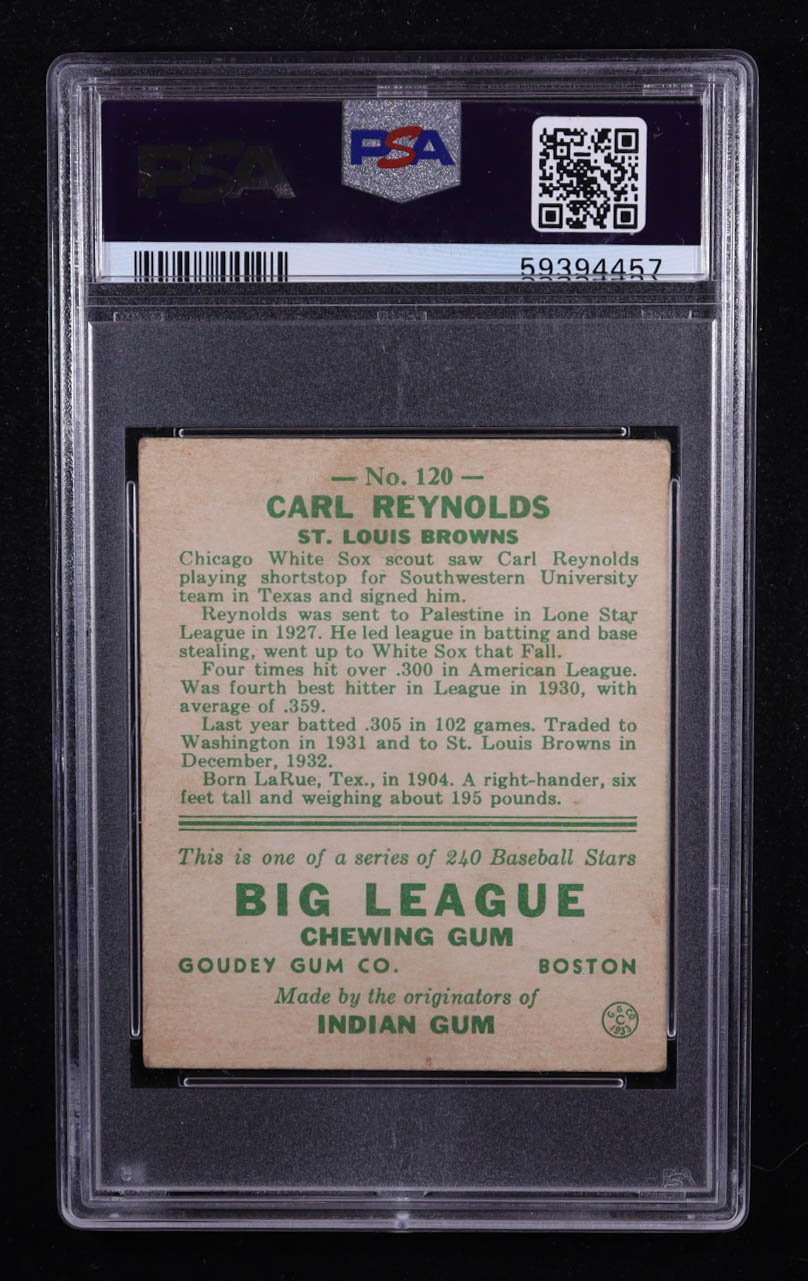 PSA
PSA
59394457
— No. 120 —
CARL REYNOLDS
ST. LOUIS BROWNS
Chicago White Sox scout saw Carl Reynolds
playing shortstop for Southwestern University
team in Texas and signed him.
Reynolds was sent to Palestine in Lone Star
League in 1927. He led league in batting and base
stealing, went up to White Sox that Fall.
Four times hit over .300 in American League.
Was fourth best hitter in League in 1930, with
average of .359.
Last year batted .305 in 102 games. Traded to
Washington in 1931 and to St. Louis Browns in
December, 1932.
Born LaRue, Tex., in 1904. A right-hander, six
feet tall and weighing about 195 pounds.
This is one of a series of 240 Baseball Stars
BIG LEAGUE
CHEWING GUM
GOUDEY GUM CO. BOSTON
Made by the originators of
INDIAN GUM
G. G. Co.
C
1933
PSA